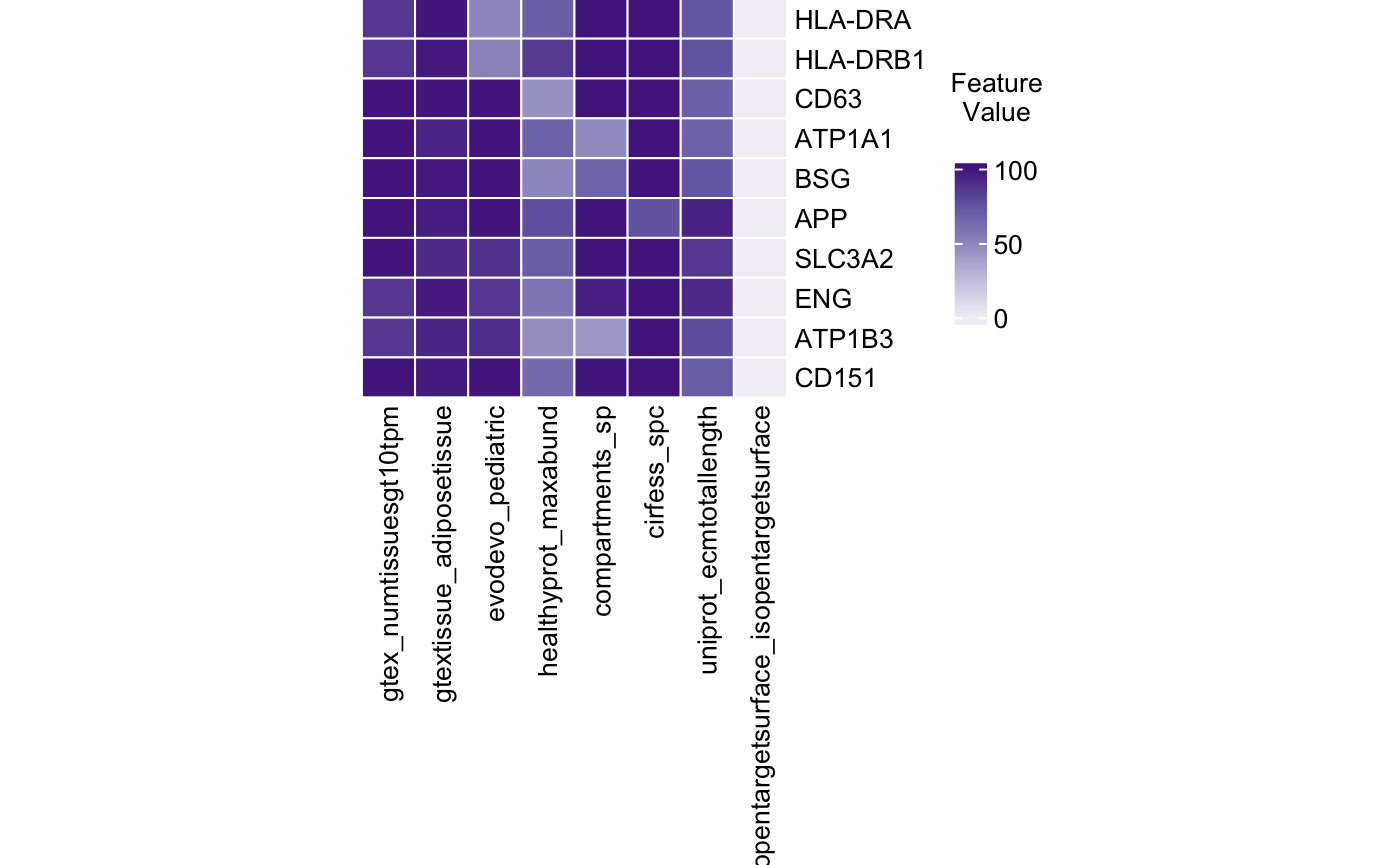 HLA-DRA
HLA-DRB1
CD63
ATP1A1
BSG
APP
SLC3A2
ENG
ATP1B3
CD151
Feature
Value
100
50
0
gtex_numtissuesgt10tpm
gtextissue_adiposetissue
evodevo_pediatric
healthyprot_maxabund
compartments_sp
cirfess_spc
uniprot_ecmtotallength
opentargetsurface_isopentargetsurface